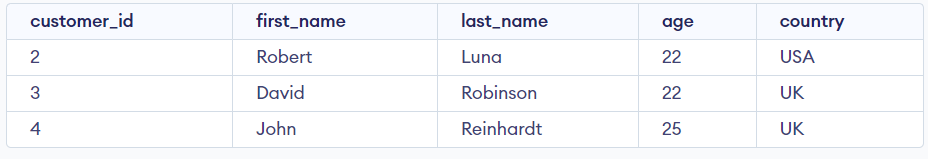 customer_id first_name last_name age country
2 Robert Luna 22 USA
3 David Robinson 22 UK
4 John Reinhardt 25 UK